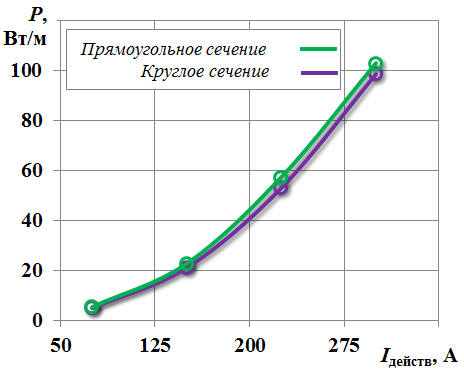 P,
Вт/м
Прямоугольное сечение
Круглое сечение
100
80
60
40
20
0
50 125 200 275 Iдейств, А